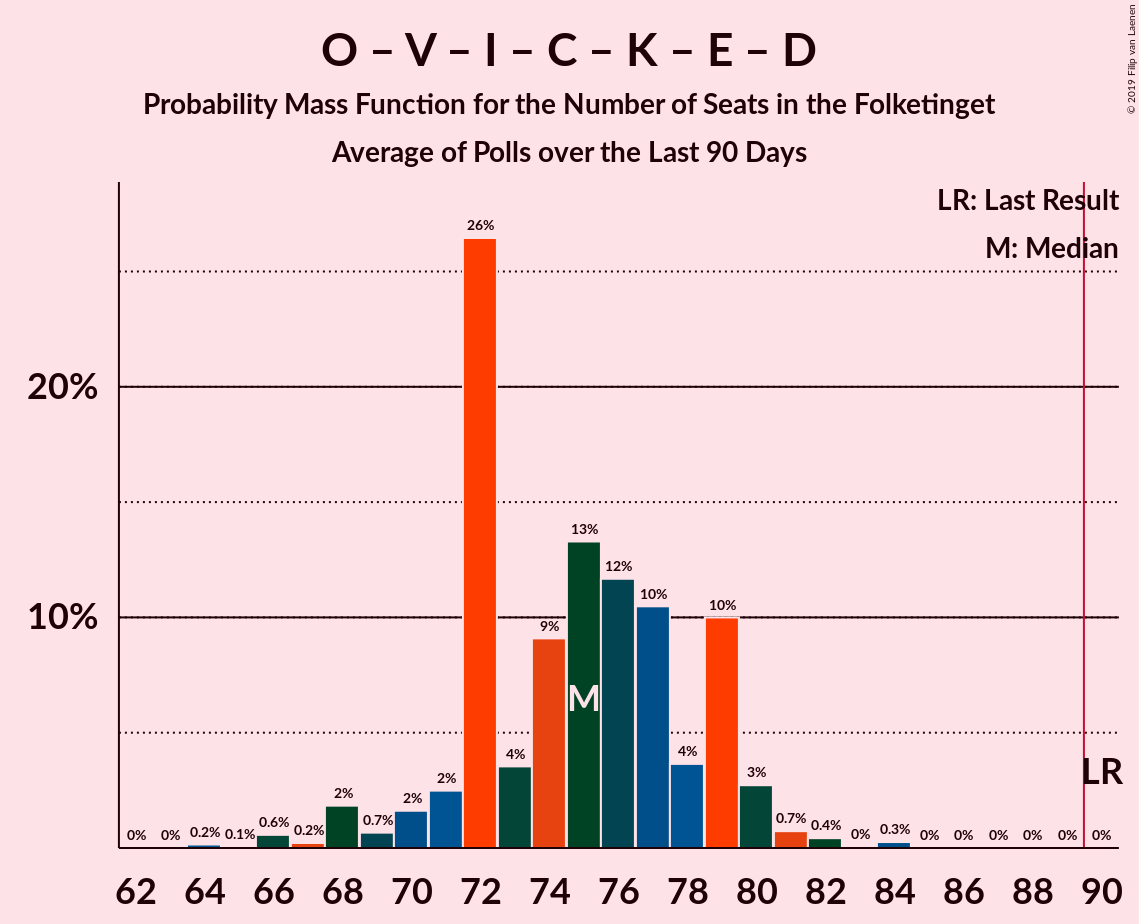 O – V – I – C – K – E – D
Probability Mass Function for the Number of Seats in the Folketinget
Average of Polls over the Last 90 Days
© 2019 Filip van Laenen
LR: Last Result
M: Median
20%
10%
0% 0% 0.2% 0.1% 0.6% 0.2% 2% 0.7% 2% 2% 26% 4% 9% 13% 12% 10% 4% 10% 3% 0.7% 0.4% 0% 0.3% 0% 0% 0% 0% 0% 0%
M
LR
62 64 66 68 70 72 74 76 78 80 82 84 86 88 90